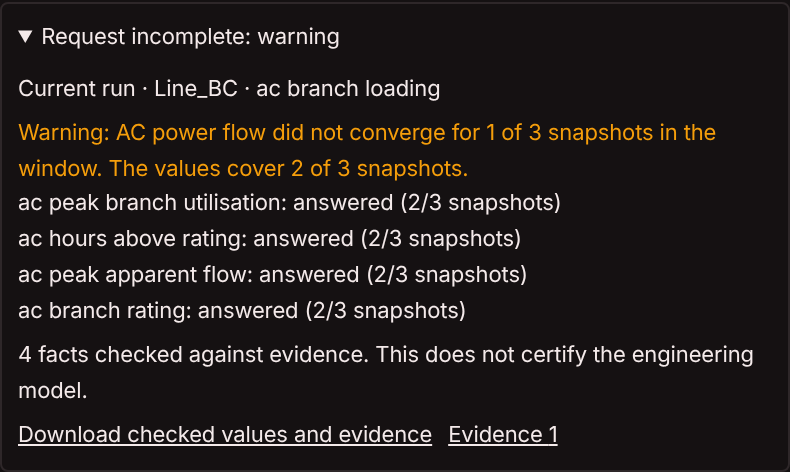 ▼ Request incomplete: warning
Current run · Line_BC · ac branch loading
Warning: AC power flow did not converge for 1 of 3 snapshots in the
window. The values cover 2 of 3 snapshots.
ac peak branch utilisation: answered (2/3 snapshots)
ac hours above rating: answered (2/3 snapshots)
ac peak apparent flow: answered (2/3 snapshots)
ac branch rating: answered (2/3 snapshots)
4 facts checked against evidence. This does not certify the engineering
model.
Download checked values and evidence Evidence 1